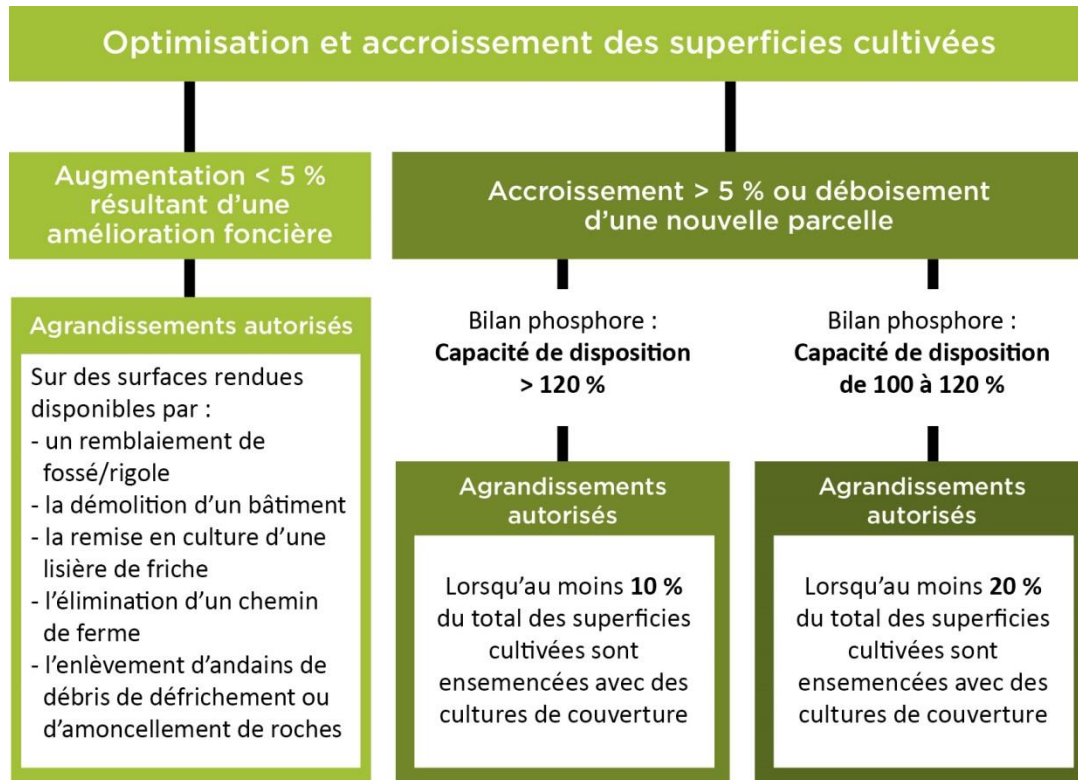 Optimisation et accroissement des superficies cultivées
Augmentation < 5 %
résultant d'une
amélioration foncière
Agrandissements autorisés
Sur des surfaces rendues
disponibles par :
- un remblaiement de
fossé/rigole
- la démolition d'un bâtiment
- la remise en culture d'une
lisière de friche
- l'élimination d'un chemin
de ferme
- l'enlèvement d'andains de
débris de défrichement ou
d'amoncellement de roches
Accroissement > 5 % ou déboisement
d'une nouvelle parcelle
Bilan phosphore :
Capacité de disposition
> 120 %
Agrandissements
autorisés
Lorsqu'au moins 10 %
du total des superficies
cultivées sont
ensemencées avec des
cultures de couverture
Bilan phosphore :
Capacité de disposition
de 100 à 120 %
Agrandissements
autorisés
Lorsqu'au moins 20 %
du total des superficies
cultivées sont
ensemencées avec des
cultures de couverture